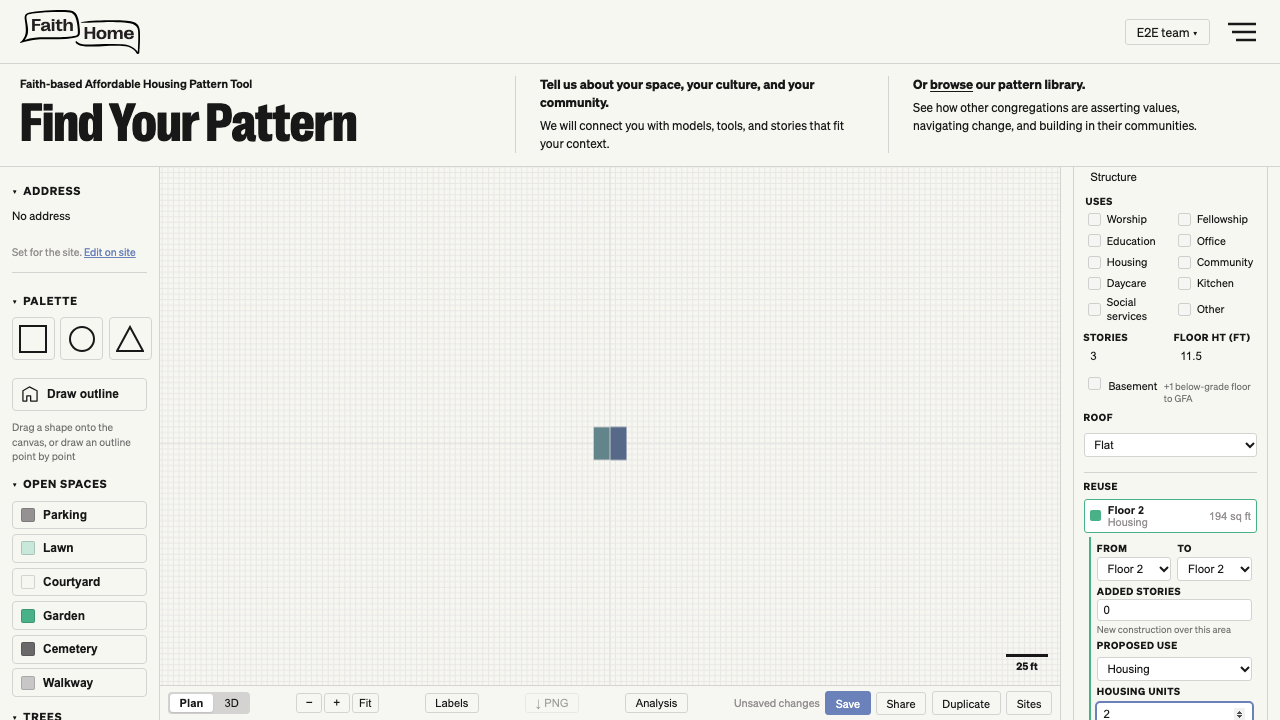 Faith
Home
E2E team ▾
Faith-based Affordable Housing Pattern Tool
Find Your Pattern
Tell us about your space, your culture, and your
community.
We will connect you with models, tools, and stories that fit
your context.
Or browse our pattern library.
See how other congregations are asserting values,
navigating change, and building in their communities.
▾ ADDRESS
No address
Set for the site. Edit on site
▾ PALETTE
Draw outline
Drag a shape onto the
canvas, or draw an outline
point by point
▾ OPEN SPACES
Parking
Lawn
Courtyard
Garden
Cemetery
Walkway
▾ TREES
25 ft
Plan 3D
− + Fit
Labels
↓ PNG
Analysis
Unsaved changes
Save
Share
Duplicate
Sites
Structure
USES
Worship Fellowship
Education Office
Housing Community
Daycare Kitchen
Social
services
Other
STORIES FLOOR HT (FT)
3 11.5
Basement +1 below-grade floor
to GFA
ROOF
Flat
REUSE
Floor 2
Housing
194 sq ft
FROM TO
Floor 2 Floor 2
ADDED STORIES
0
New construction over this area
PROPOSED USE
Housing
HOUSING UNITS
2